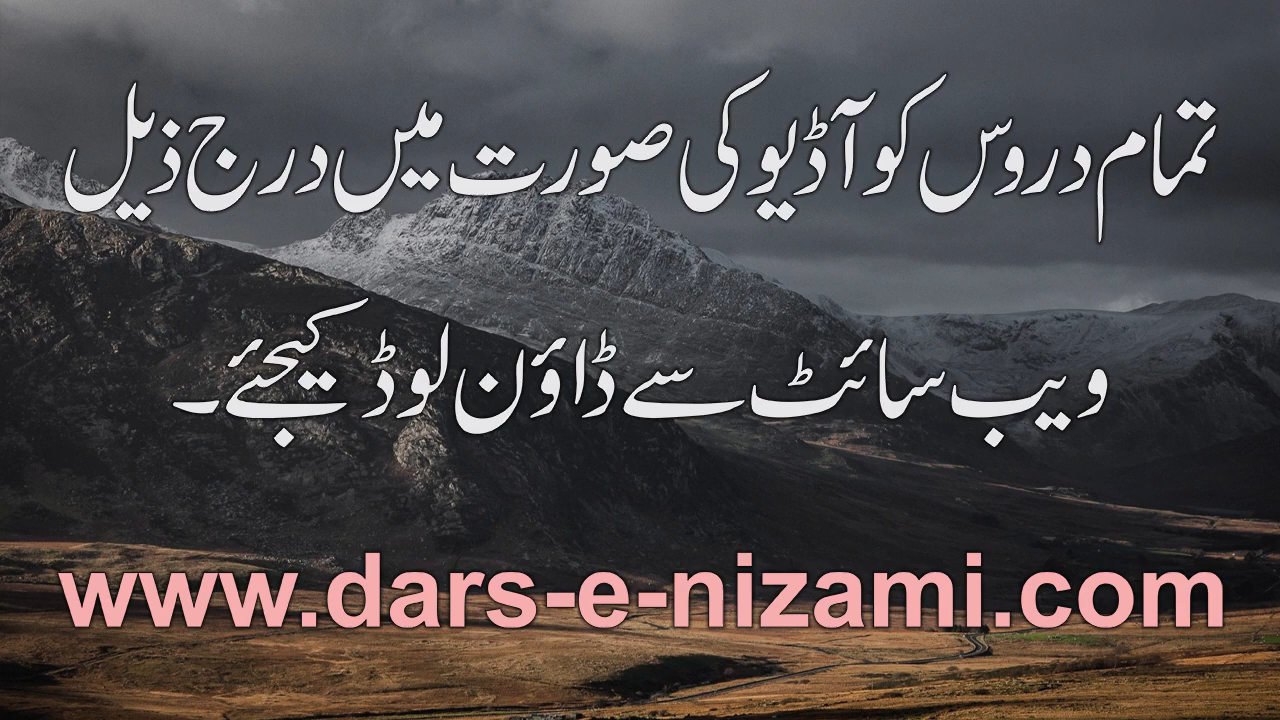 تمام دروس کو آڈیو کی صورت میں درج ذیل
ویب سائٹ سے ڈاؤن لوڈ کیجئے۔
www.dars-e-nizami.com